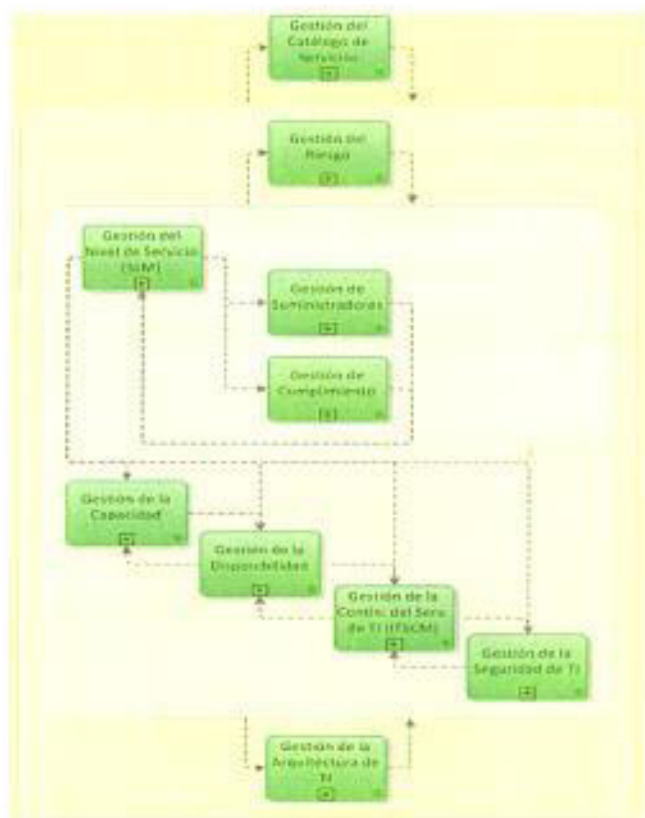 Gestión del
Catálogo de
Servicios
Gestión del
Riesgo
Gestión del
Nivel de Servicio
(SLM)
Gestión de
Suministradores
Gestión de
Cumplimiento
Gestión de la
Capacidad
Gestión de la
Disponibilidad
Gestión de la
Contini. del Serv.
de TI (ITSCM)
Gestión de la
Seguridad de TI
Gestión de la
Arquitectura de
TI